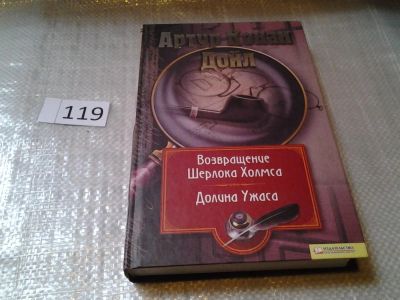 Артур Конан
Дойл
119
Возвращение
Шерлока Холмса
Долина Ужаса